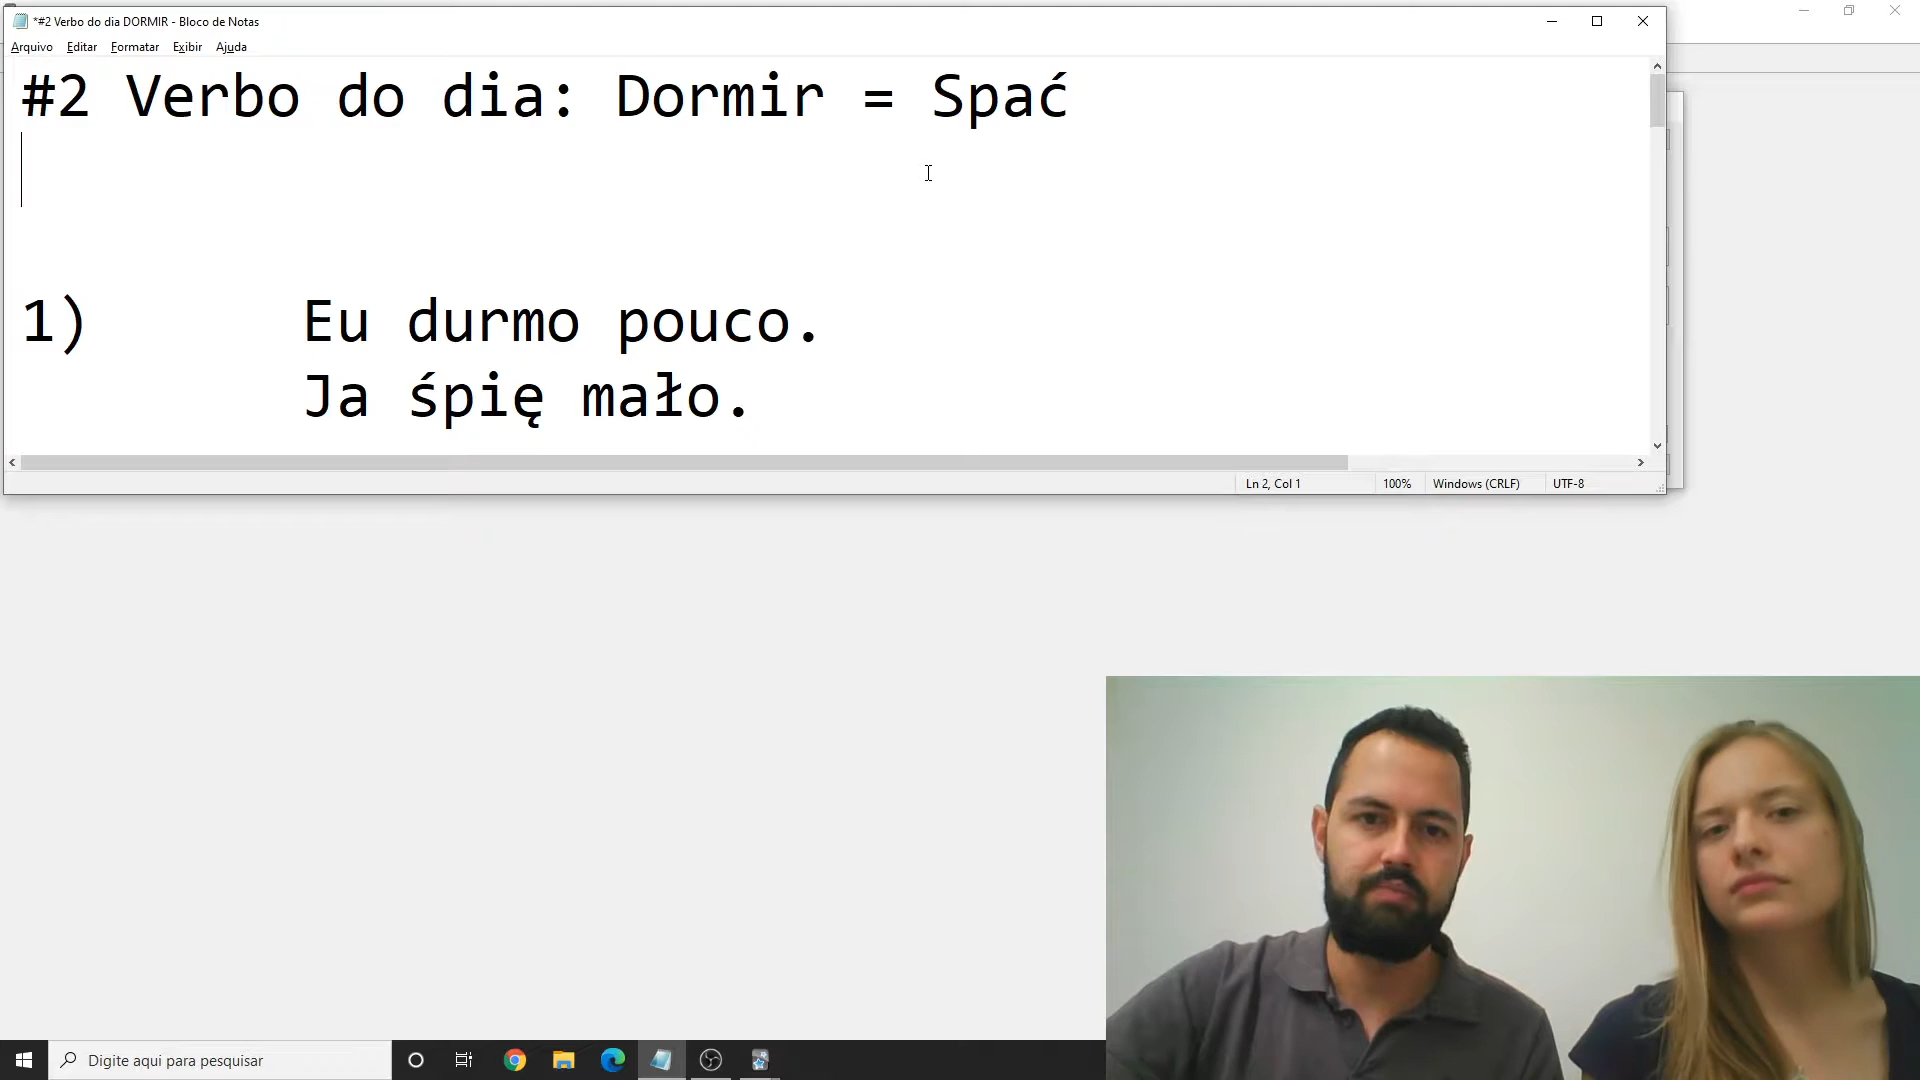 *#2 Verbo do dia DORMIR - Bloco de Notas
Arquivo Editar Formatar Exibir Ajuda
#2 Verbo do dia: Dormir = Spać
1) Eu durmo pouco.
Ja śpię mało.
Ln 2, Col 1 100% Windows (CRLF) UTF-8
Digite aqui para pesquisar